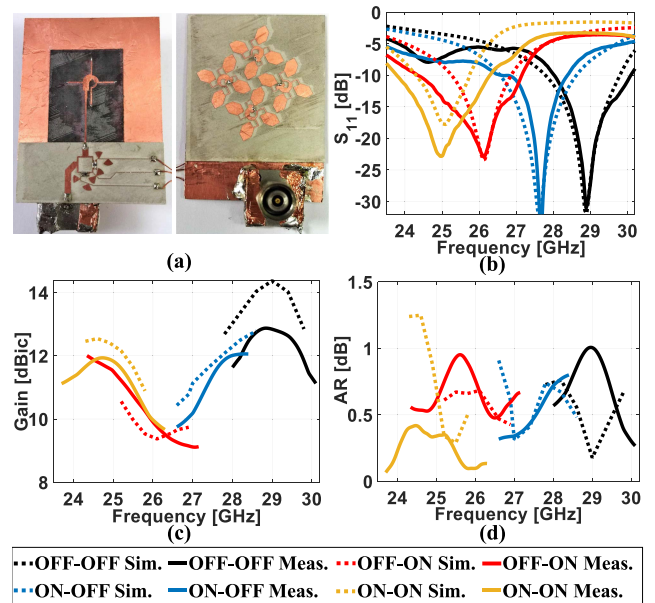 (a)
0
-5
-10
-15
-20
-25
-30
S11 [dB]
24 25 26 27 28 29 30
Frequency [GHz]
(b)
14
12
10
8
Gain [dBic]
24 25 26 27 28 29 30
Frequency [GHz]
(c)
1.5
1
0.5
0
AR [dB]
24 25 26 27 28 29 30
Frequency [GHz]
(d)
OFF-OFF Sim. OFF-OFF Meas. OFF-ON Sim. OFF-ON Meas.
ON-OFF Sim. ON-OFF Meas. ON-ON Sim. ON-ON Meas.